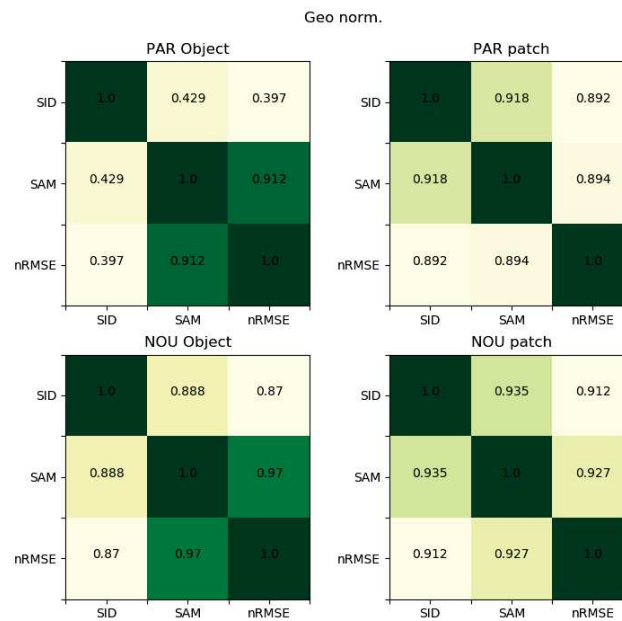 Geo norm.
PAR Object
PAR patch
SID 1.0 0.429 0.397
SID 1.0 0.918 0.892
SAM 0.429 1.0 0.912
SAM 0.918 1.0 0.894
nRMSE 0.397 0.912 1.0
nRMSE 0.892 0.894 1.0
SID SAM nRMSE
SID SAM nRMSE
NOU Object
NOU patch
SID 1.0 0.888 0.87
SID 1.0 0.935 0.912
SAM 0.888 1.0 0.97
SAM 0.935 1.0 0.927
nRMSE 0.87 0.97 1.0
nRMSE 0.912 0.927 1.0
SID SAM nRMSE
SID SAM nRMSE